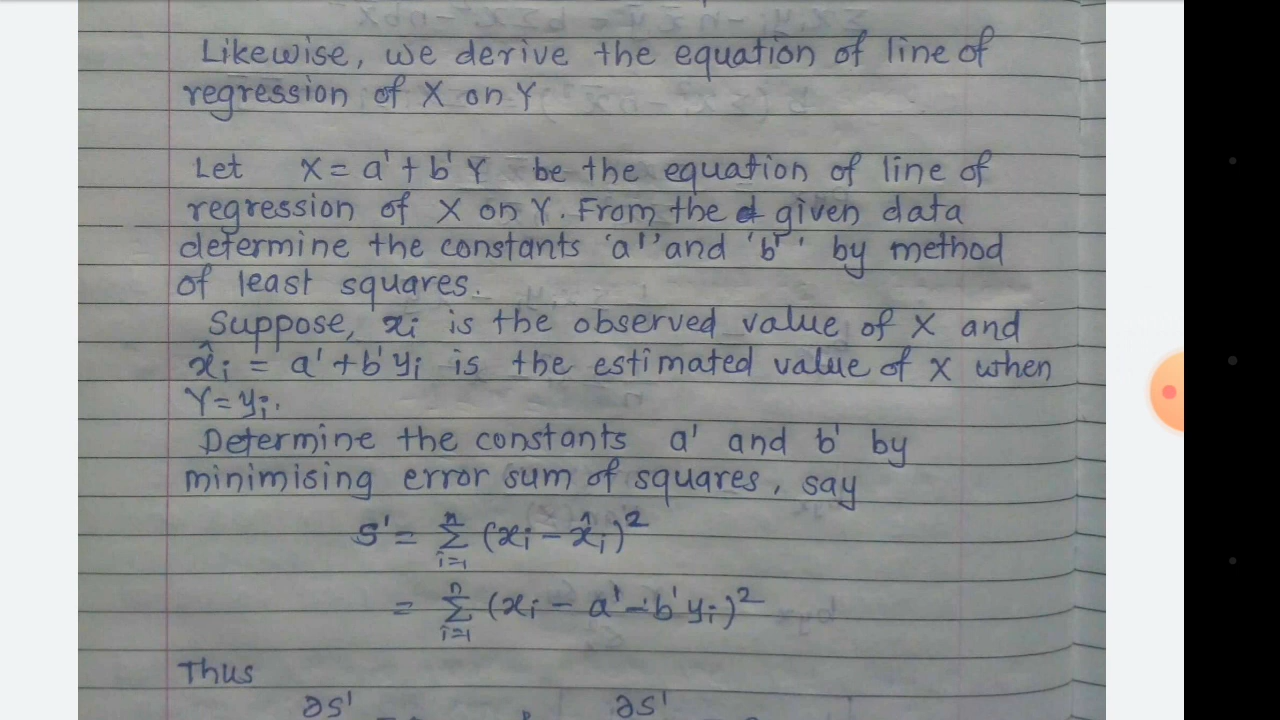 Likewise, we derive the equation of line of
regression of X on Y
Let X = a' + b' Y be the equation of line of
regression of X on Y. From the given data
determine the constants 'a'' and 'b'' by method
of least squares.
Suppose, xᵢ is the observed value of X and
x̂ᵢ = a' + b' yᵢ is the estimated value of X when
Y = yᵢ.
Determine the constants a' and b' by
minimising error sum of squares, say
S' = Σⁿᵢ₌₁ (xᵢ - x̂ᵢ)²
= Σⁿᵢ₌₁ (xᵢ - a' - b' yᵢ)²
Thus
∂S' ∂S'